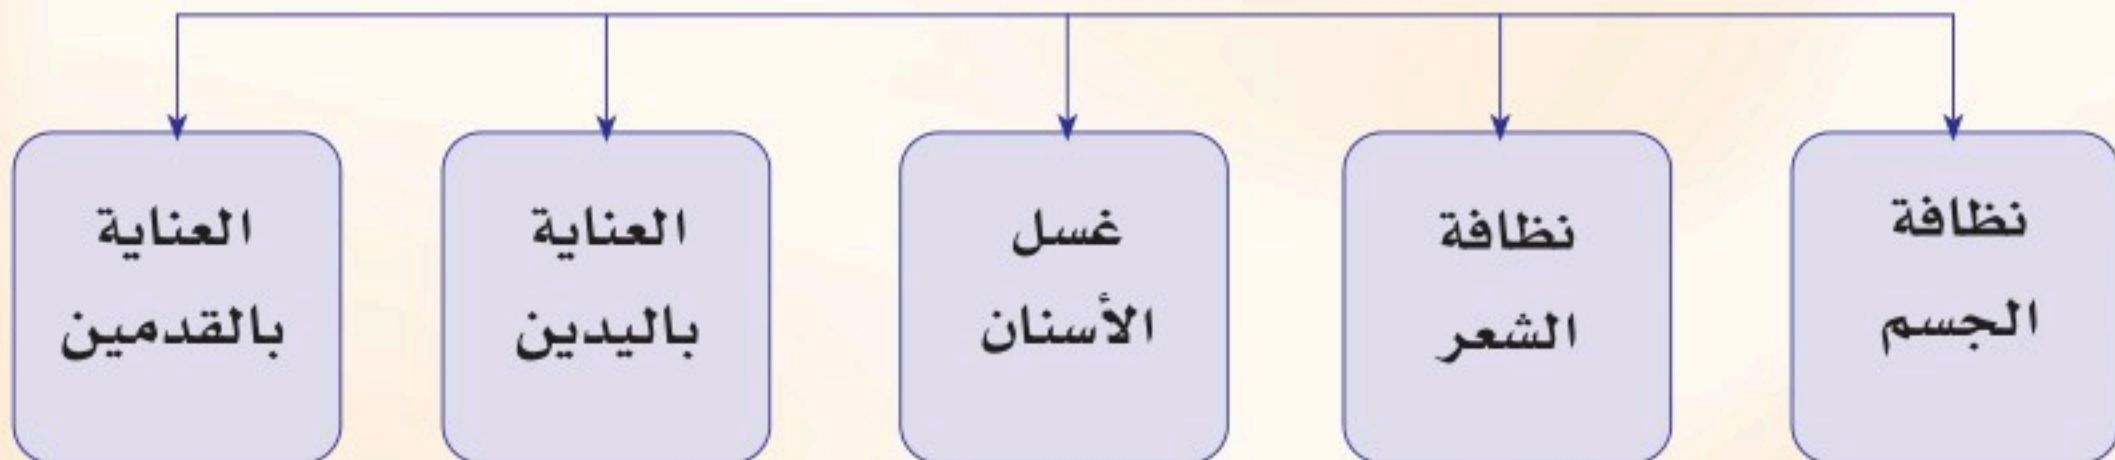 نظافة
الجسم
نظافة
الشعر
غسل
الأسنان
العناية
باليدين
العناية
بالقدمين